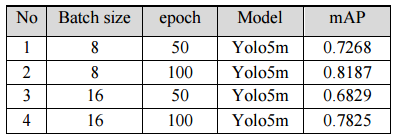 No Batch size epoch Model mAP
1 8 50 Yolo5m 0.7268
2 8 100 Yolo5m 0.8187
3 16 50 Yolo5m 0.6829
4 16 100 Yolo5m 0.7825